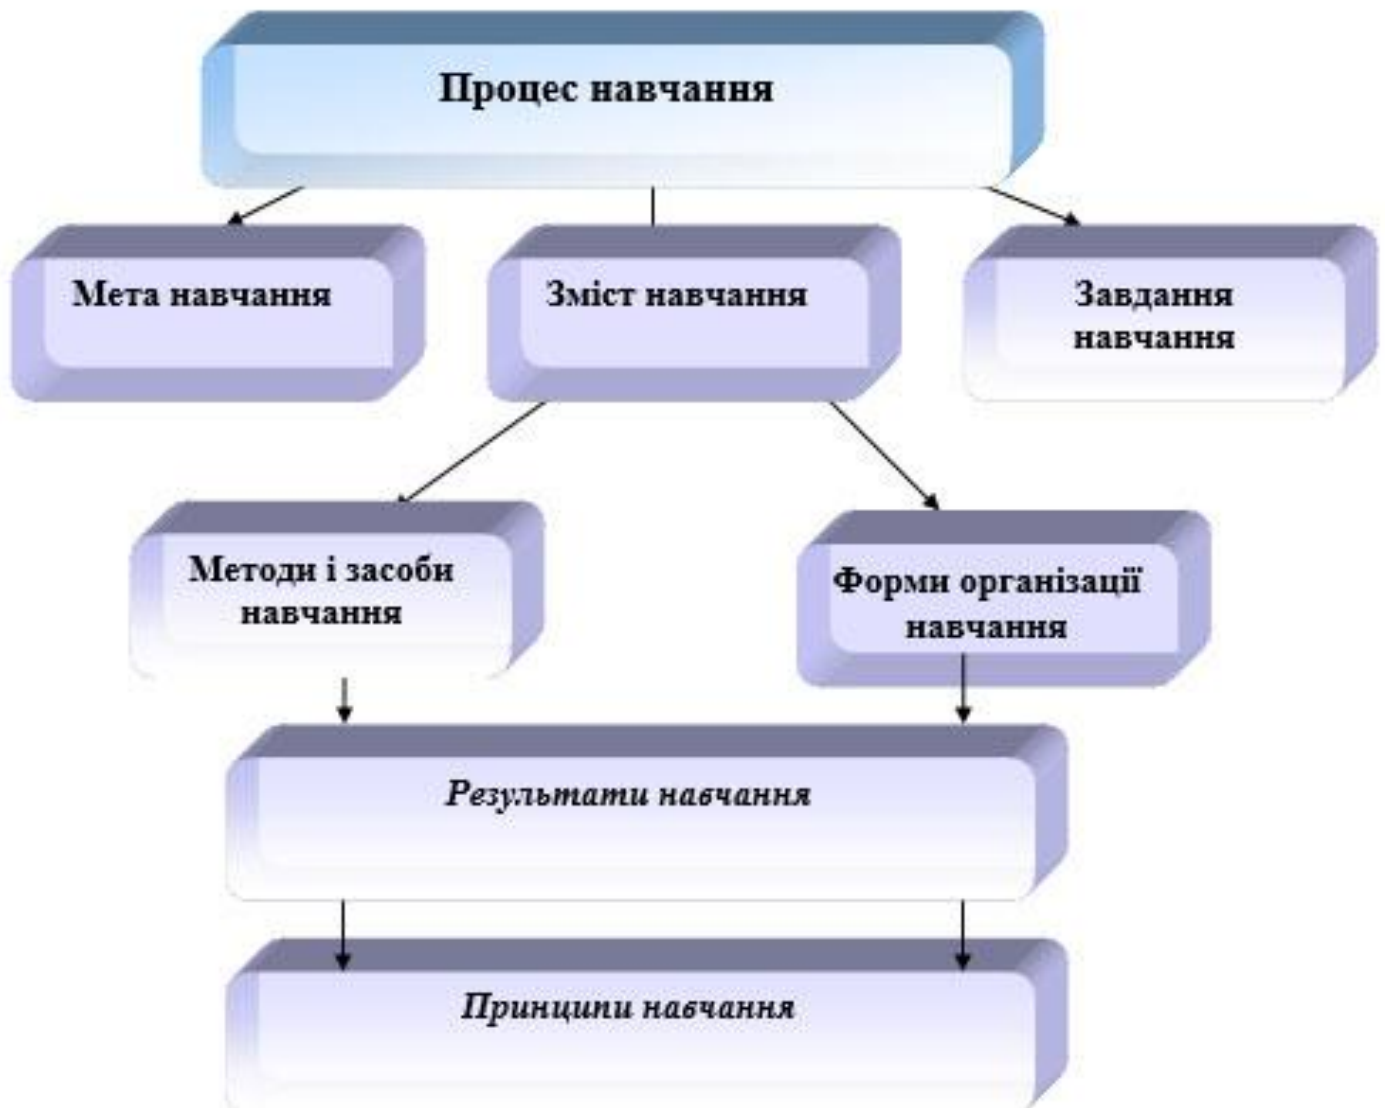 Процес навчання
Мета навчання
Зміст навчання
Завдання
навчання
Методи і засоби
навчання
Форми організації
навчання
Результати навчання
Принципи навчання